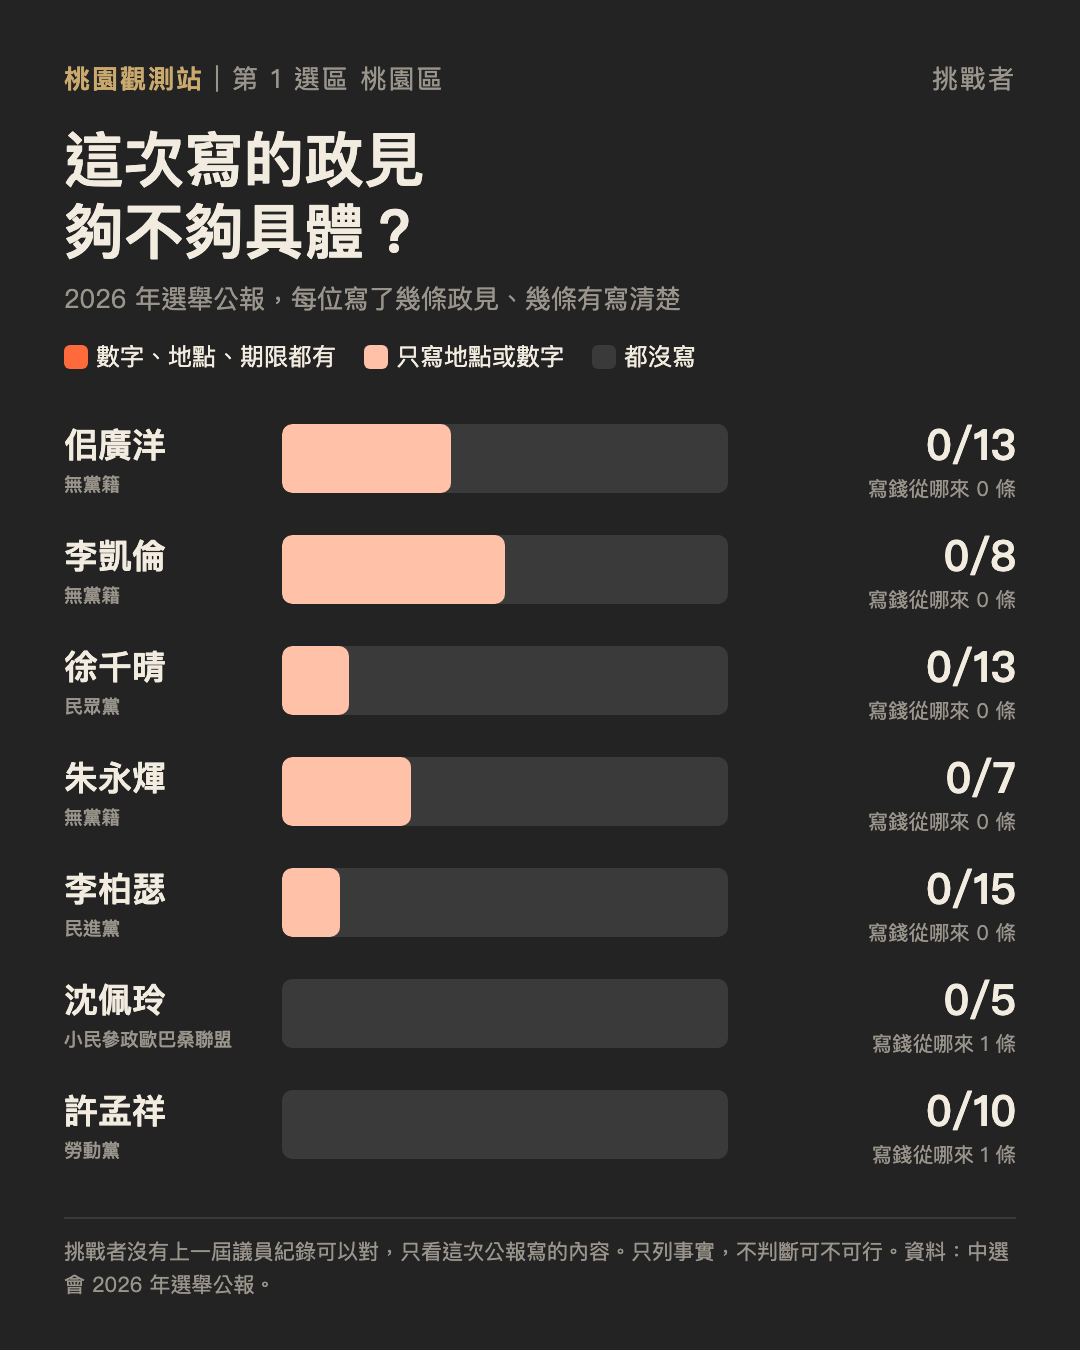 桃園觀測站｜第 1 選區 桃園區
挑戰者
這次寫的政見
夠不夠具體？
2026 年選舉公報，每位寫了幾條政見、幾條有寫清楚
數字、地點、期限都有
只寫地點或數字
都沒寫
侶廣洋
無黨籍
0/13
寫錢從哪來 0 條
李凱倫
無黨籍
0/8
寫錢從哪來 0 條
徐千晴
民眾黨
0/13
寫錢從哪來 0 條
朱永煇
無黨籍
0/7
寫錢從哪來 0 條
李柏瑟
民進黨
0/15
寫錢從哪來 0 條
沈佩玲
小民參政歐巴桑聯盟
0/5
寫錢從哪來 1 條
許孟祥
勞動黨
0/10
寫錢從哪來 1 條
挑戰者沒有上一屆議員紀錄可以對，只看這次公報寫的內容。只列事實，不判斷可不可行。資料：中選
會 2026 年選舉公報。